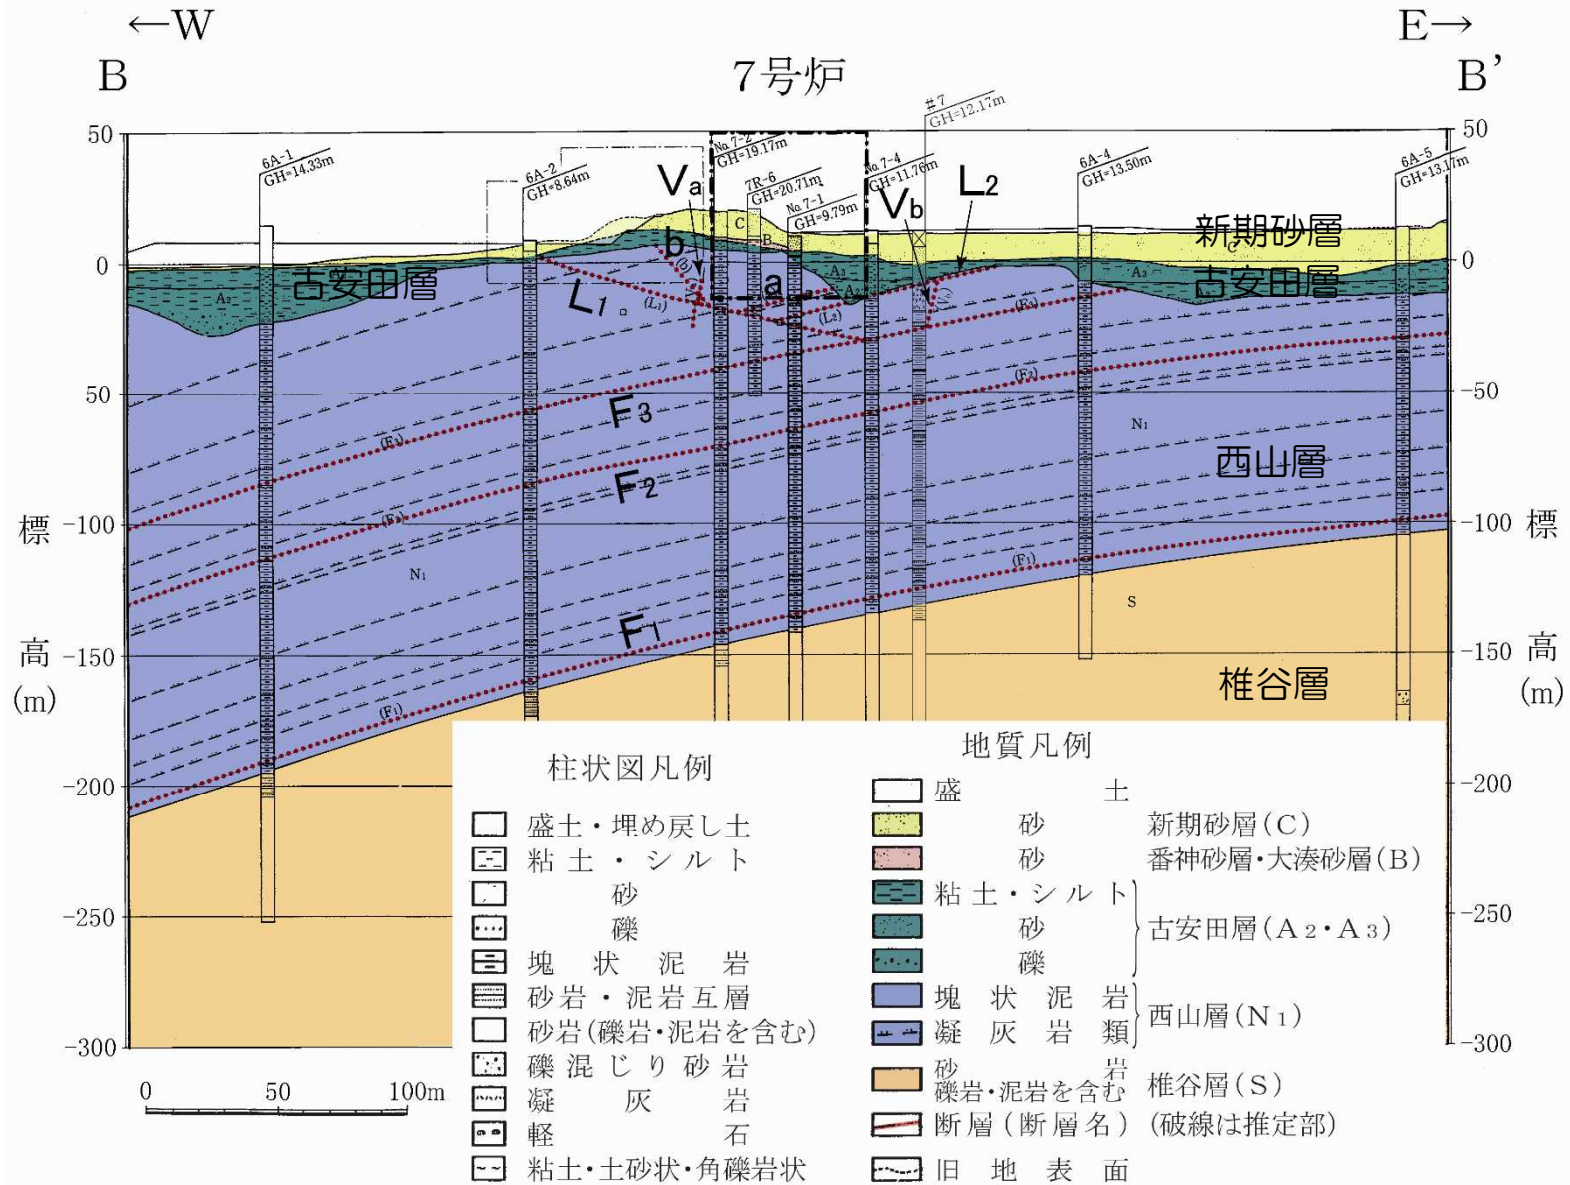 ←W
E→
B
7号炉
B’
50
0
-50
-100
-150
-200
-250
-300
標
高
(m)
50
0
-50
-100
-150
-200
-250
-300
標
高
(m)
6A-1
GH=14.33m
6A-2
GH=8.64m
No.7-2
GH=19.17m
7R-6
GH=20.71m
No.7-1
GH=9.79m
No.7-4
GH=11.76m
#7
GH=12.17m
6A-4
GH=13.50m
6A-5
GH=13.17m
Va
b
(b)
a
Vb
L2
L1
(L1)
(L2)
C
B
A3
A2
A2
A3
C
新期砂層
古安田層
古安田層
(F3)
(F3)
F3
(F2)
(F2)
F2
N1
N1
西山層
(F1)
(F1)
F1
S
椎谷層
0 50 100m
柱状図凡例
盛土・埋め戻し土
粘土・シルト
砂
礫
塊状泥岩
砂岩・泥岩互層
砂岩(礫岩・泥岩を含む)
礫混じり砂岩
凝灰岩
軽石
粘土・土砂状・角礫岩状
地質凡例
盛土
砂 新期砂層(C)
砂 番神砂層・大湊砂層(B)
粘土・シルト
砂 古安田層(A2・A3)
礫
塊状泥岩
西山層(N1)
凝灰岩類
砂岩
礫岩・泥岩を含む 椎谷層(S)
断層(断層名) (破線は推定部)
旧地表面